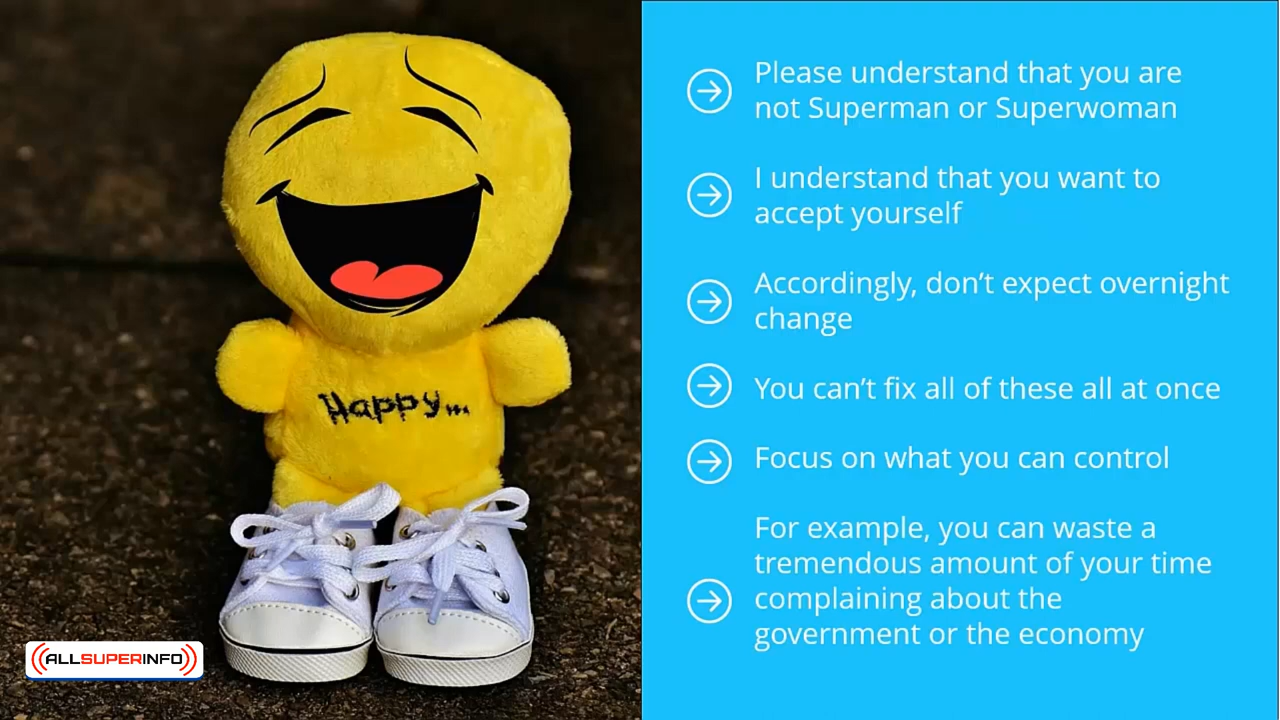 Happy...
ALLSUPERINFO
Please understand that you are
not Superman or Superwoman
I understand that you want to
accept yourself
Accordingly, don’t expect overnight
change
You can’t fix all of these all at once
Focus on what you can control
For example, you can waste a
tremendous amount of your time
complaining about the
government or the economy